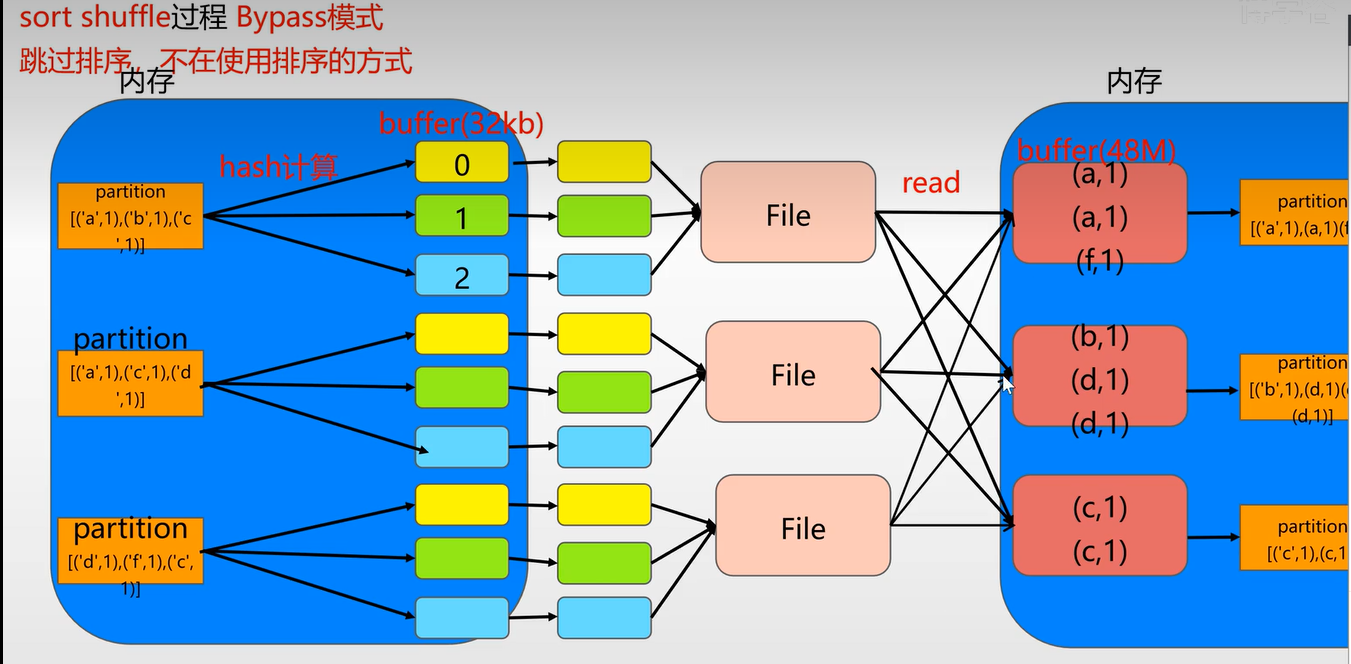 sort shuffle过程 Bypass模式
跳过排序，不在使用排序的方式
内存
内存
buffer(32kb)
hash计算
buffer(48M)
read
partition
[('a',1),('b',1),('c
',1)]
0
1
2
File
(a,1)
(a,1)
(f,1)
partition
[('a',1),(a,1)(f
partition
[('a',1),('c',1),('d
',1)]
File
(b,1)
(d,1)
(d,1)
partition
[('b',1),(d,1)(
(d,1)]
partition
[('d',1),('f',1),('c',
1)]
File
(c,1)
(c,1)
partition
[('c',1),(c,1